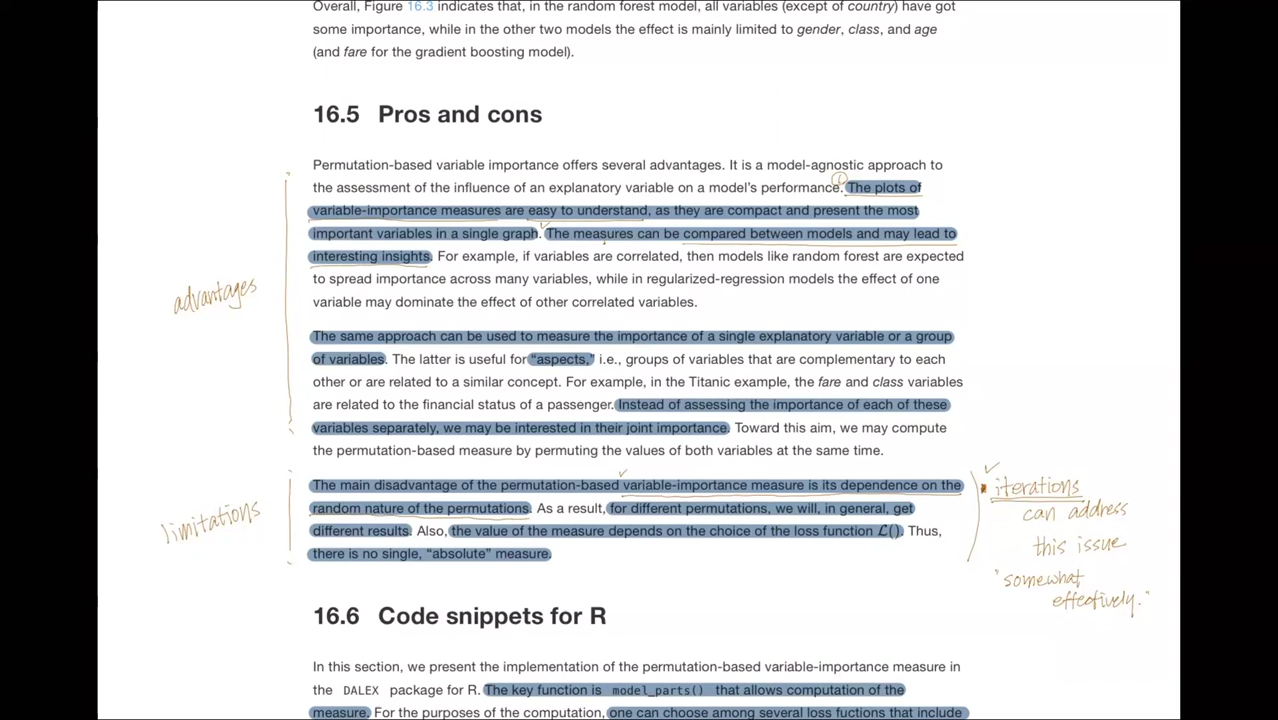 Overall, Figure 16.3 indicates that, in the random forest model, all variables (except of country) have got
some importance, while in the other two models the effect is mainly limited to gender, class, and age
(and fare for the gradient boosting model).
16.5 Pros and cons
Permutation-based variable importance offers several advantages. It is a model-agnostic approach to
the assessment of the influence of an explanatory variable on a model's performance. The plots of
variable-importance measures are easy to understand, as they are compact and present the most
important variables in a single graph. The measures can be compared between models and may lead to
interesting insights. For example, if variables are correlated, then models like random forest are expected
to spread importance across many variables, while in regularized-regression models the effect of one
variable may dominate the effect of other correlated variables.
advantages
The same approach can be used to measure the importance of a single explanatory variable or a group
of variables. The latter is useful for “aspects,” i.e., groups of variables that are complementary to each
other or are related to a similar concept. For example, in the Titanic example, the fare and class variables
are related to the financial status of a passenger. Instead of assessing the importance of each of these
variables separately, we may be interested in their joint importance. Toward this aim, we may compute
the permutation-based measure by permuting the values of both variables at the same time.
The main disadvantage of the permutation-based variable-importance measure is its dependence on the
random nature of the permutations. As a result, for different permutations, we will, in general, get
different results. Also, the value of the measure depends on the choice of the loss function ℒ(). Thus,
there is no single, “absolute” measure.
limitations
iterations
can address
this issue
"somewhat
effectively."
16.6 Code snippets for R
In this section, we present the implementation of the permutation-based variable-importance measure in
the DALEX package for R. The key function is model_parts() that allows computation of the
measure. For the purposes of the computation, one can choose among several loss fuctions that include